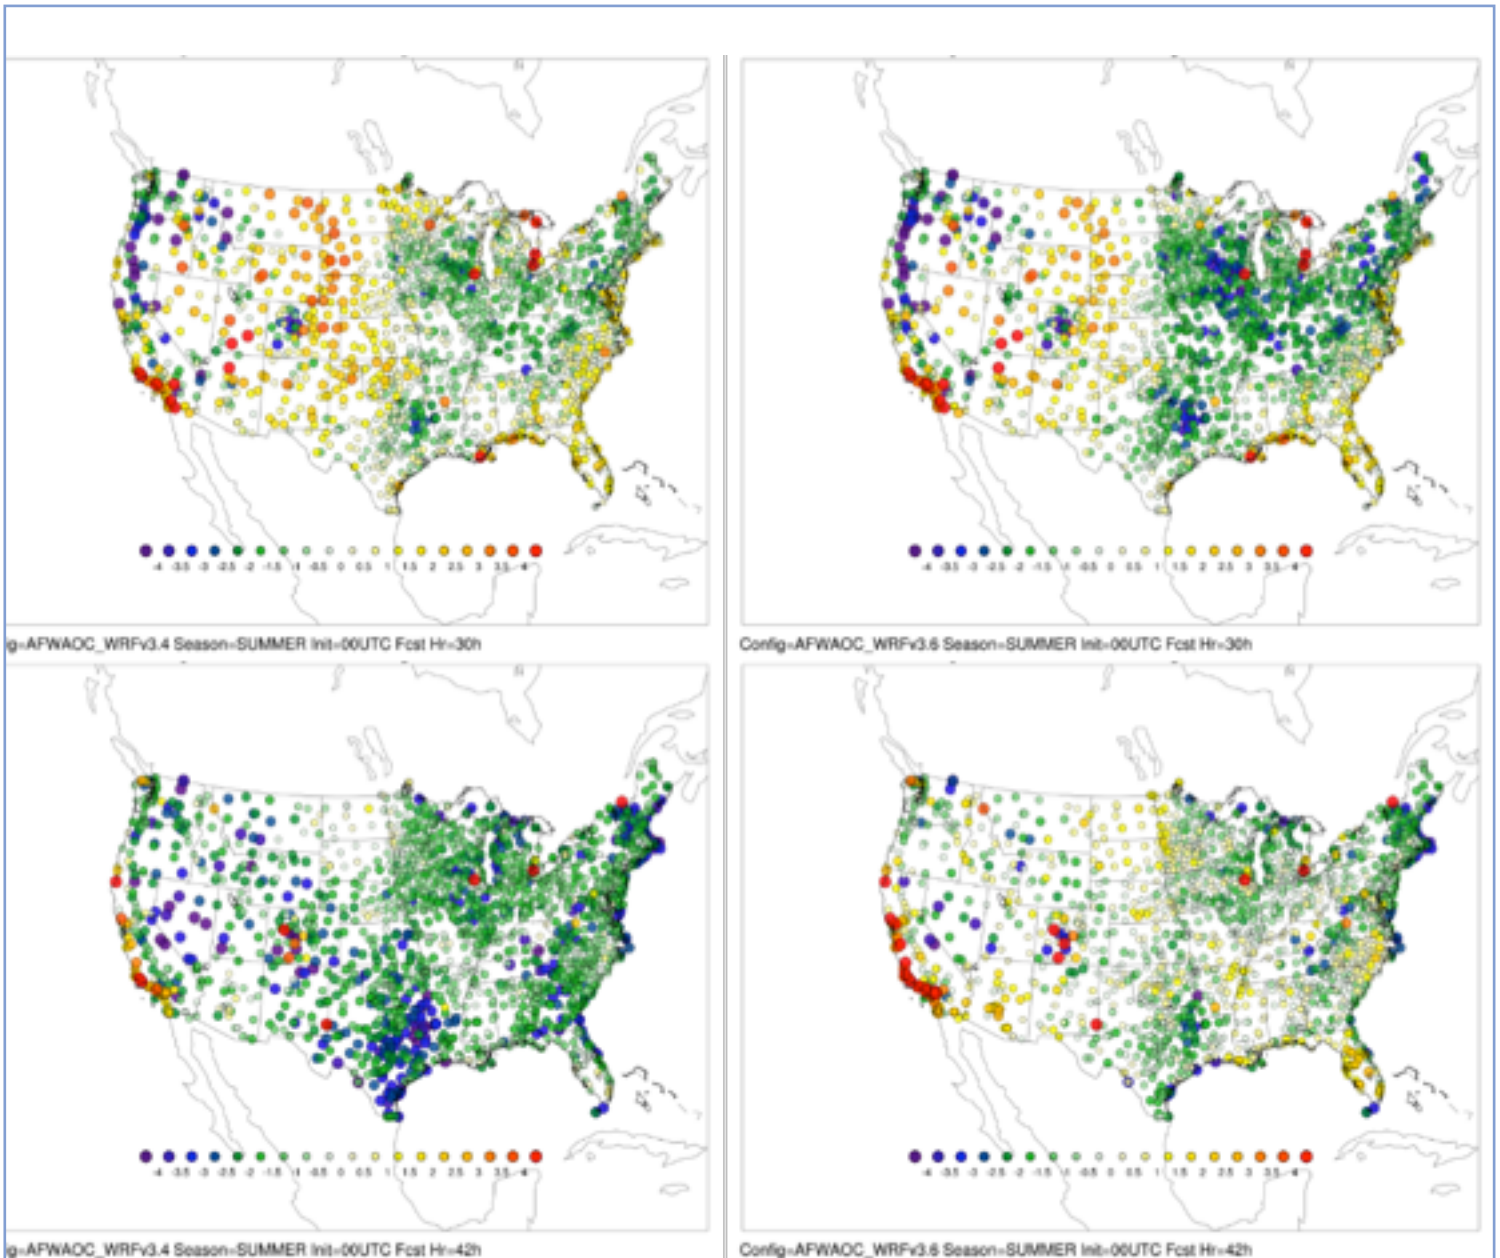 -4 -3.5 -3 -2.5 -2 -1.5 -1 -0.5 0 0.5 1 1.5 2 2.5 3 3.5 4
-4 -3.5 -3 -2.5 -2 -1.5 -1 -0.5 0 0.5 1 1.5 2 2.5 3 3.5 4
ig=AFWAOC_WRFv3.4 Season=SUMMER Init=00UTC Fcst Hr=30h
Config=AFWAOC_WRFv3.6 Season=SUMMER Init=00UTC Fcst Hr=30h
-4 -3.5 -3 -2.5 -2 -1.5 -1 -0.5 0 0.5 1 1.5 2 2.5 3 3.5 4
-4 -3.5 -3 -2.5 -2 -1.5 -1 -0.5 0 0.5 1 1.5 2 2.5 3 3.5 4
ig=AFWAOC_WRFv3.4 Season=SUMMER Init=00UTC Fcst Hr=42h
Config=AFWAOC_WRFv3.6 Season=SUMMER Init=00UTC Fcst Hr=42h